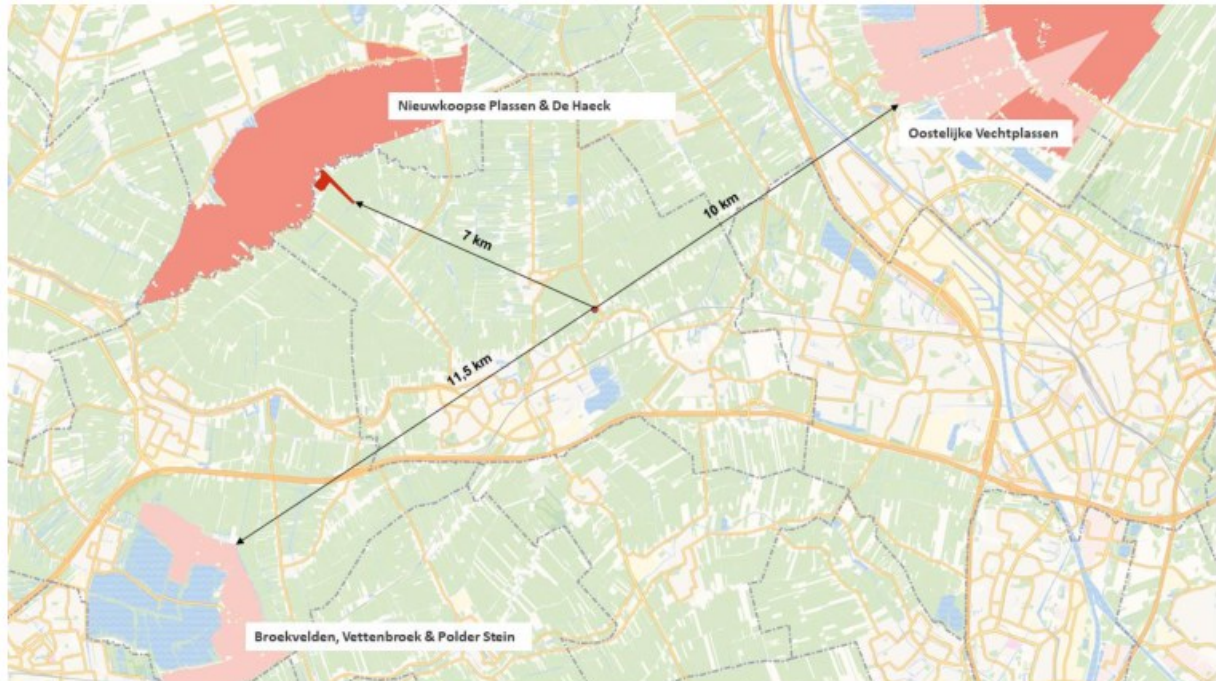 Nieuwkoopse Plassen & De Haeck
Oostelijke Vechtplassen
10 km
7 km
11,5 km
Broekvelden, Vettenbroek & Polder Stein